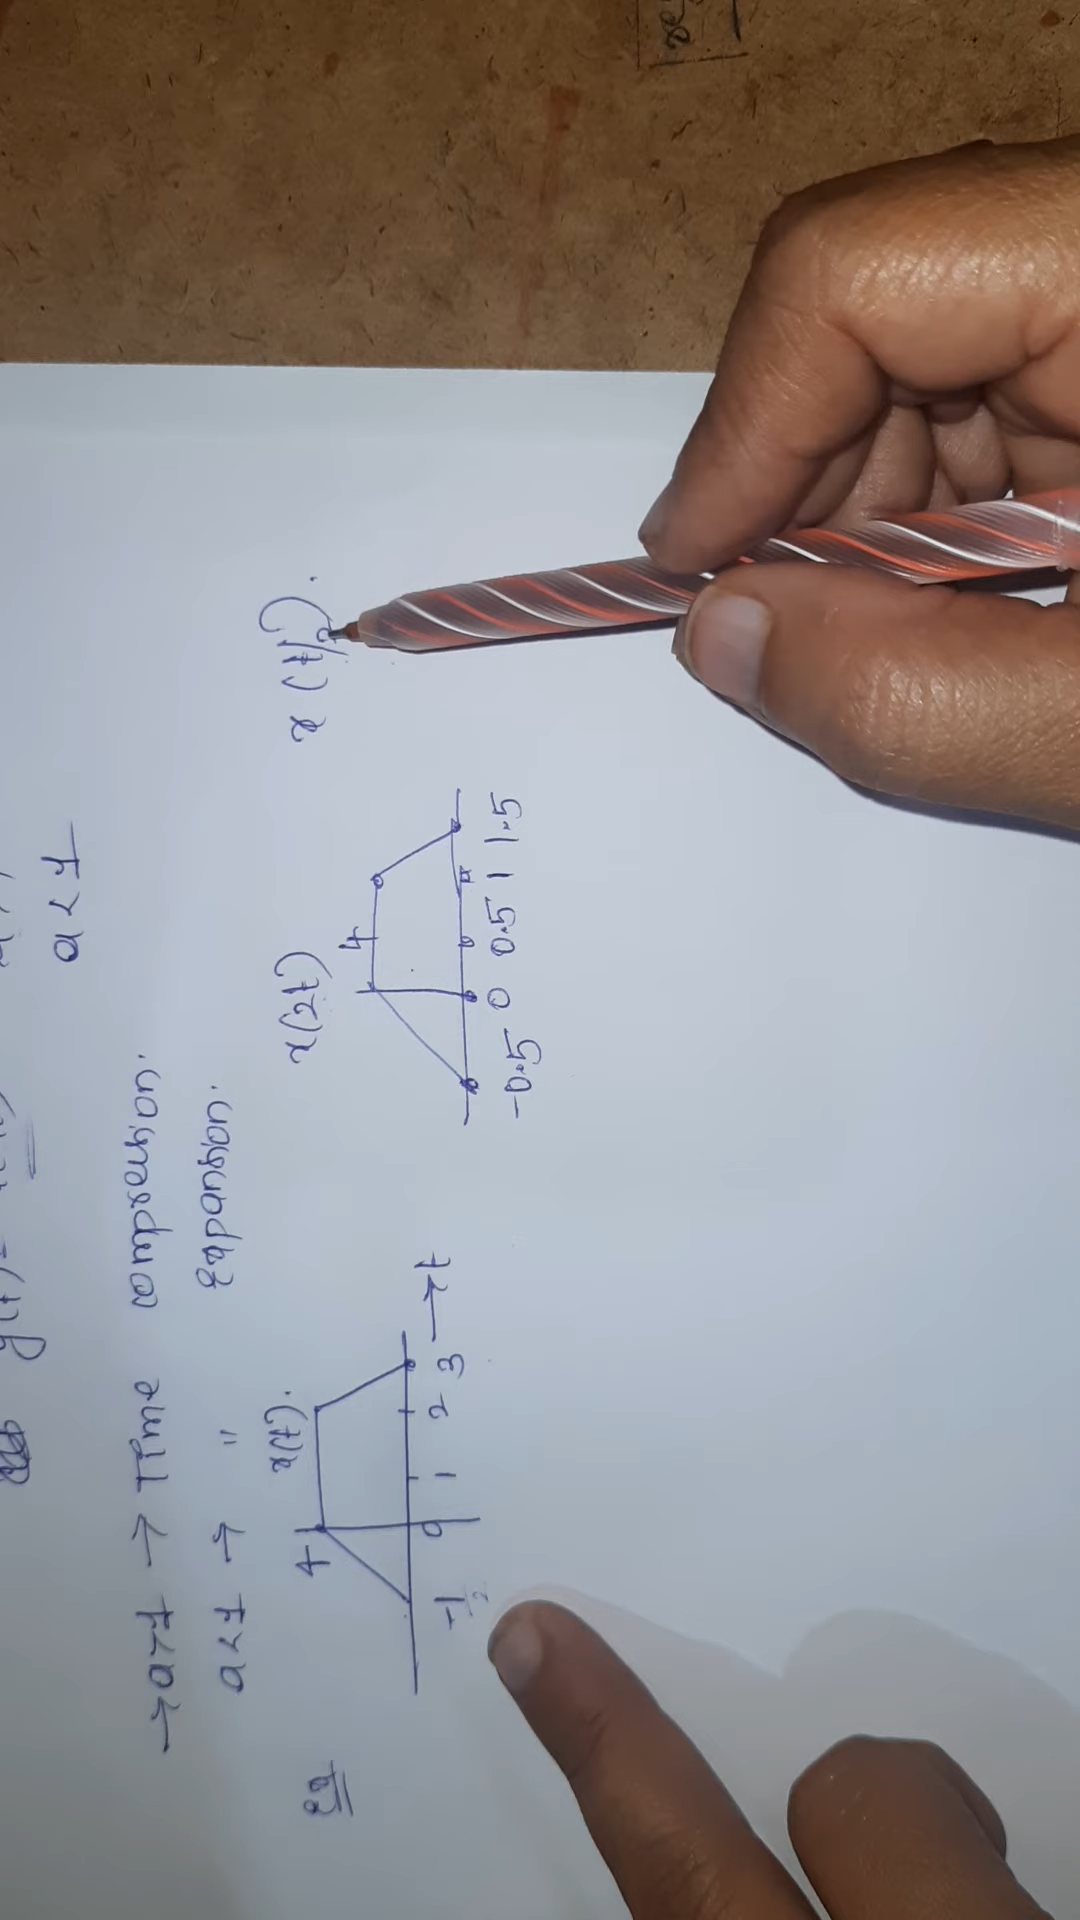 a < 1
→ a>1 → Time compression.
a < 1 → " Expansion.
Eg
x(t).
4
-1 0 1 2 3 → t
x(2t)
4
-0.5 0 0.5 1 1.5
x(t/2).